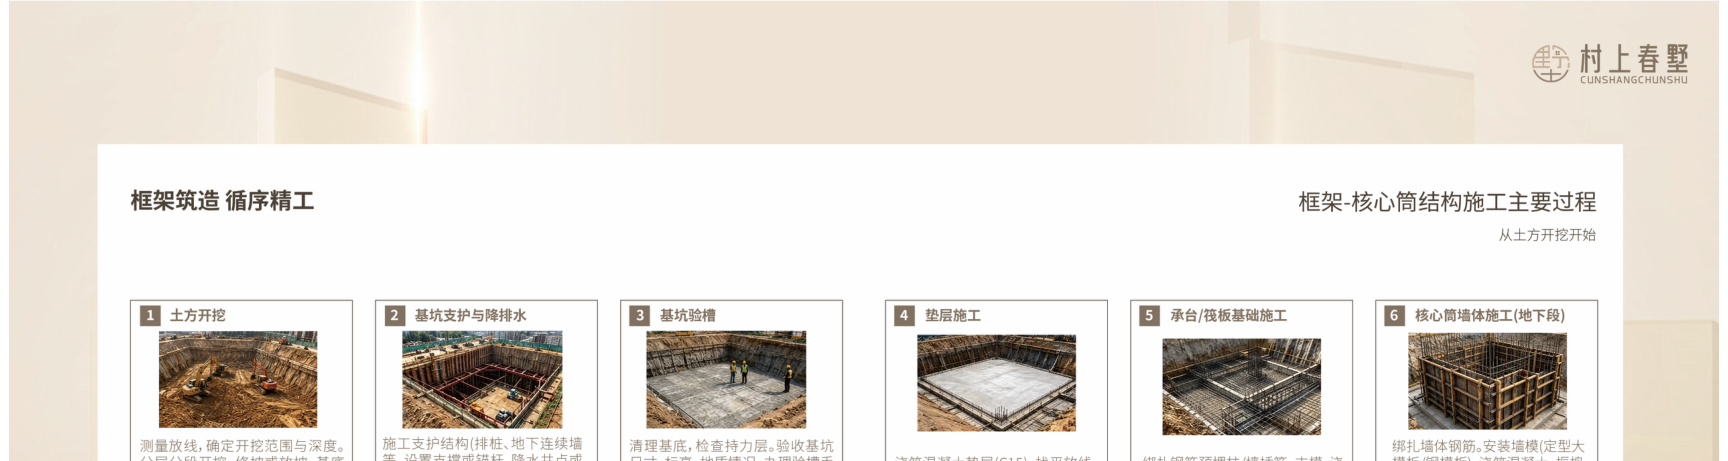 村上春墅
CUNSHANGCHUNSHU
框架筑造 循序精工
框架-核心筒结构施工主要过程
从土方开挖开始
1 土方开挖
测量放线,确定开挖范围与深度。
2 基坑支护与降排水
施工支护结构(排桩、地下连续墙
3 基坑验槽
清理基底,检查持力层。验收基坑
4 垫层施工
5 承台/筏板基础施工
6 核心筒墙体施工(地下段)
绑扎墙体钢筋。安装墙模(定型大